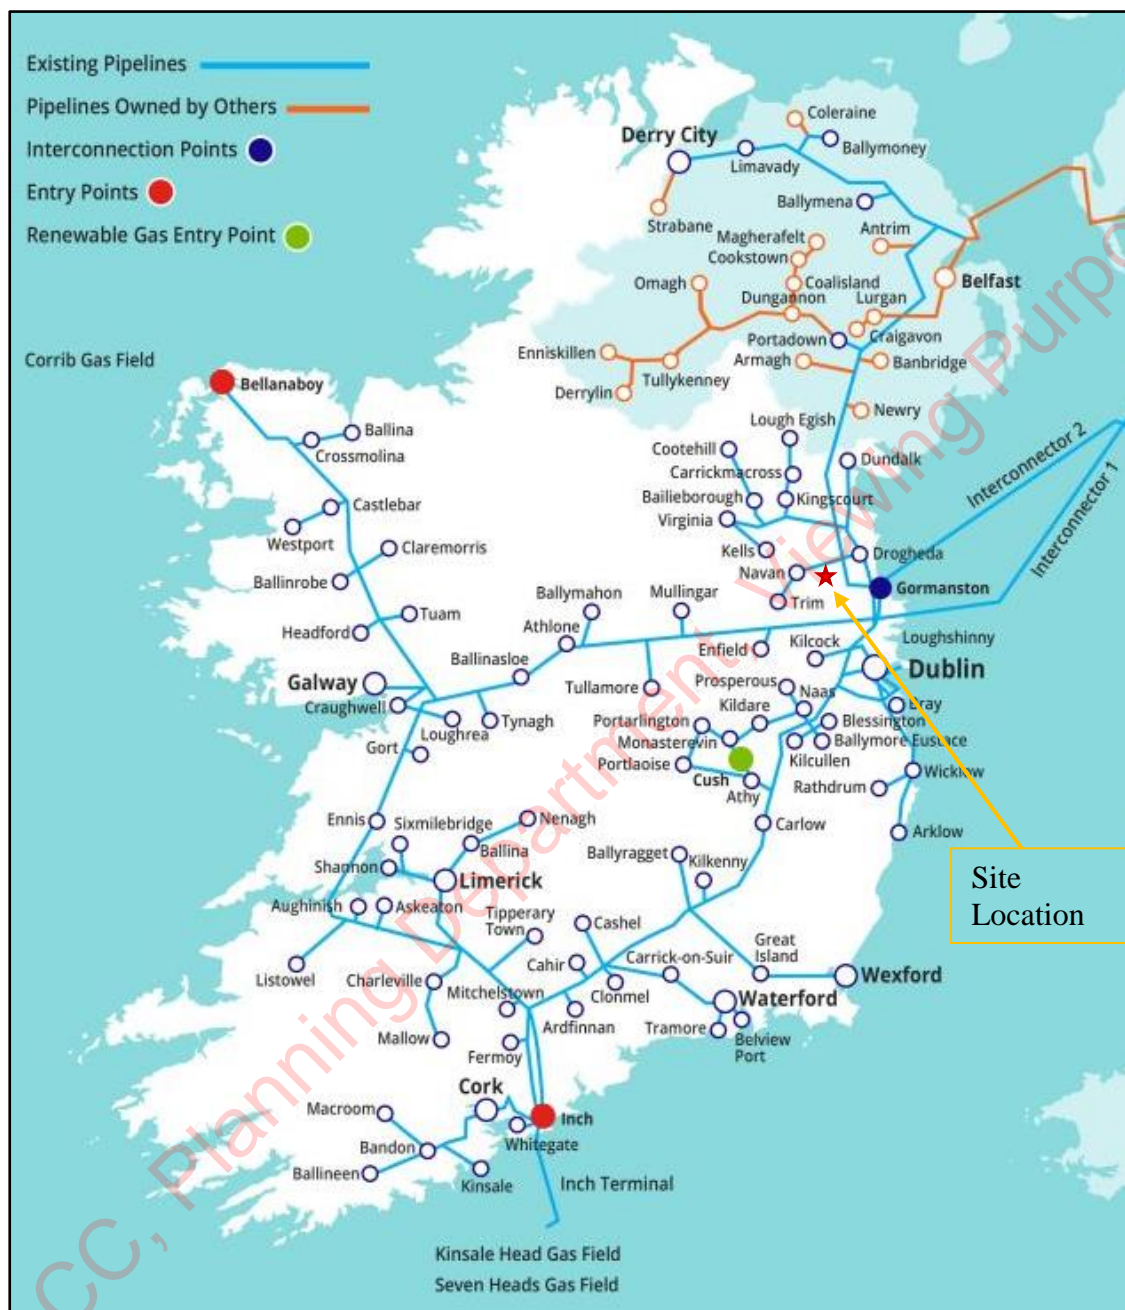 Existing Pipelines
Pipelines Owned by Others
Interconnection Points
Entry Points
Renewable Gas Entry Point
Coleraine
Derry City
Ballymoney
Limavady
Ballymena
Strabane
Antrim
Magherafelt
Cookstown
Omagh
Coalisland
Belfast
Dungannon
Lurgan
Portadown
Craigavon
Enniskillen
Armagh
Banbridge
Corrib Gas Field
Tullykenney
Bellanaboy
Derrylin
Newry
Lough Egish
Ballina
Crossmolina
Cootehill
Dundalk
Interconnector 2
Carrickmacross
Interconnector 1
Bailieborough
Kingscourt
Castlebar
Virginia
Westport
Claremorris
Kells
Drogheda
Navan
Ballinrobe
Gormanston
Ballymahon
Mullingar
Trim
Tuam
Athlone
Headford
Kilcock
Loughshinny
Enfield
Ballinasloe
Dublin
Galway
Tullamore
Prosperous
Naas
Craughwell
Kildare
Bray
Loughrea
Tynagh
Portarlington
Blessington
Gort
Monasterevin
Ballymore Eustace
Kilcullen
Portlaoise
Cush
Wicklow
Athy
Rathdrum
Ennis
Sixmilebridge
Nenagh
Carlow
Arklow
Ballina
Ballyragget
Kilkenny
Shannon
Limerick
Site
Location
Aughinish
Askeaton
Tipperary
Town
Cashel
Great
Island
Carrick-on-Suir
Cahir
Listowel
Charleville
Wexford
Mitchelstown
Clonmel
Waterford
Ardfinnan
Tramore
Belview
Port
Mallow
Fermoy
Cork
Macroom
Inch
Whitegate
Bandon
Ballineen
Kinsale
Inch Terminal
Kinsale Head Gas Field
Seven Heads Gas Field
CC, Planning Department, Viewing Purpo